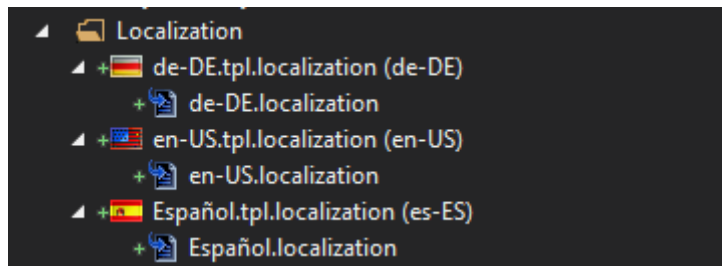 Localization
de-DE.tpl.localization (de-DE)
de-DE.localization
en-US.tpl.localization (en-US)
en-US.localization
Español.tpl.localization (es-ES)
Español.localization